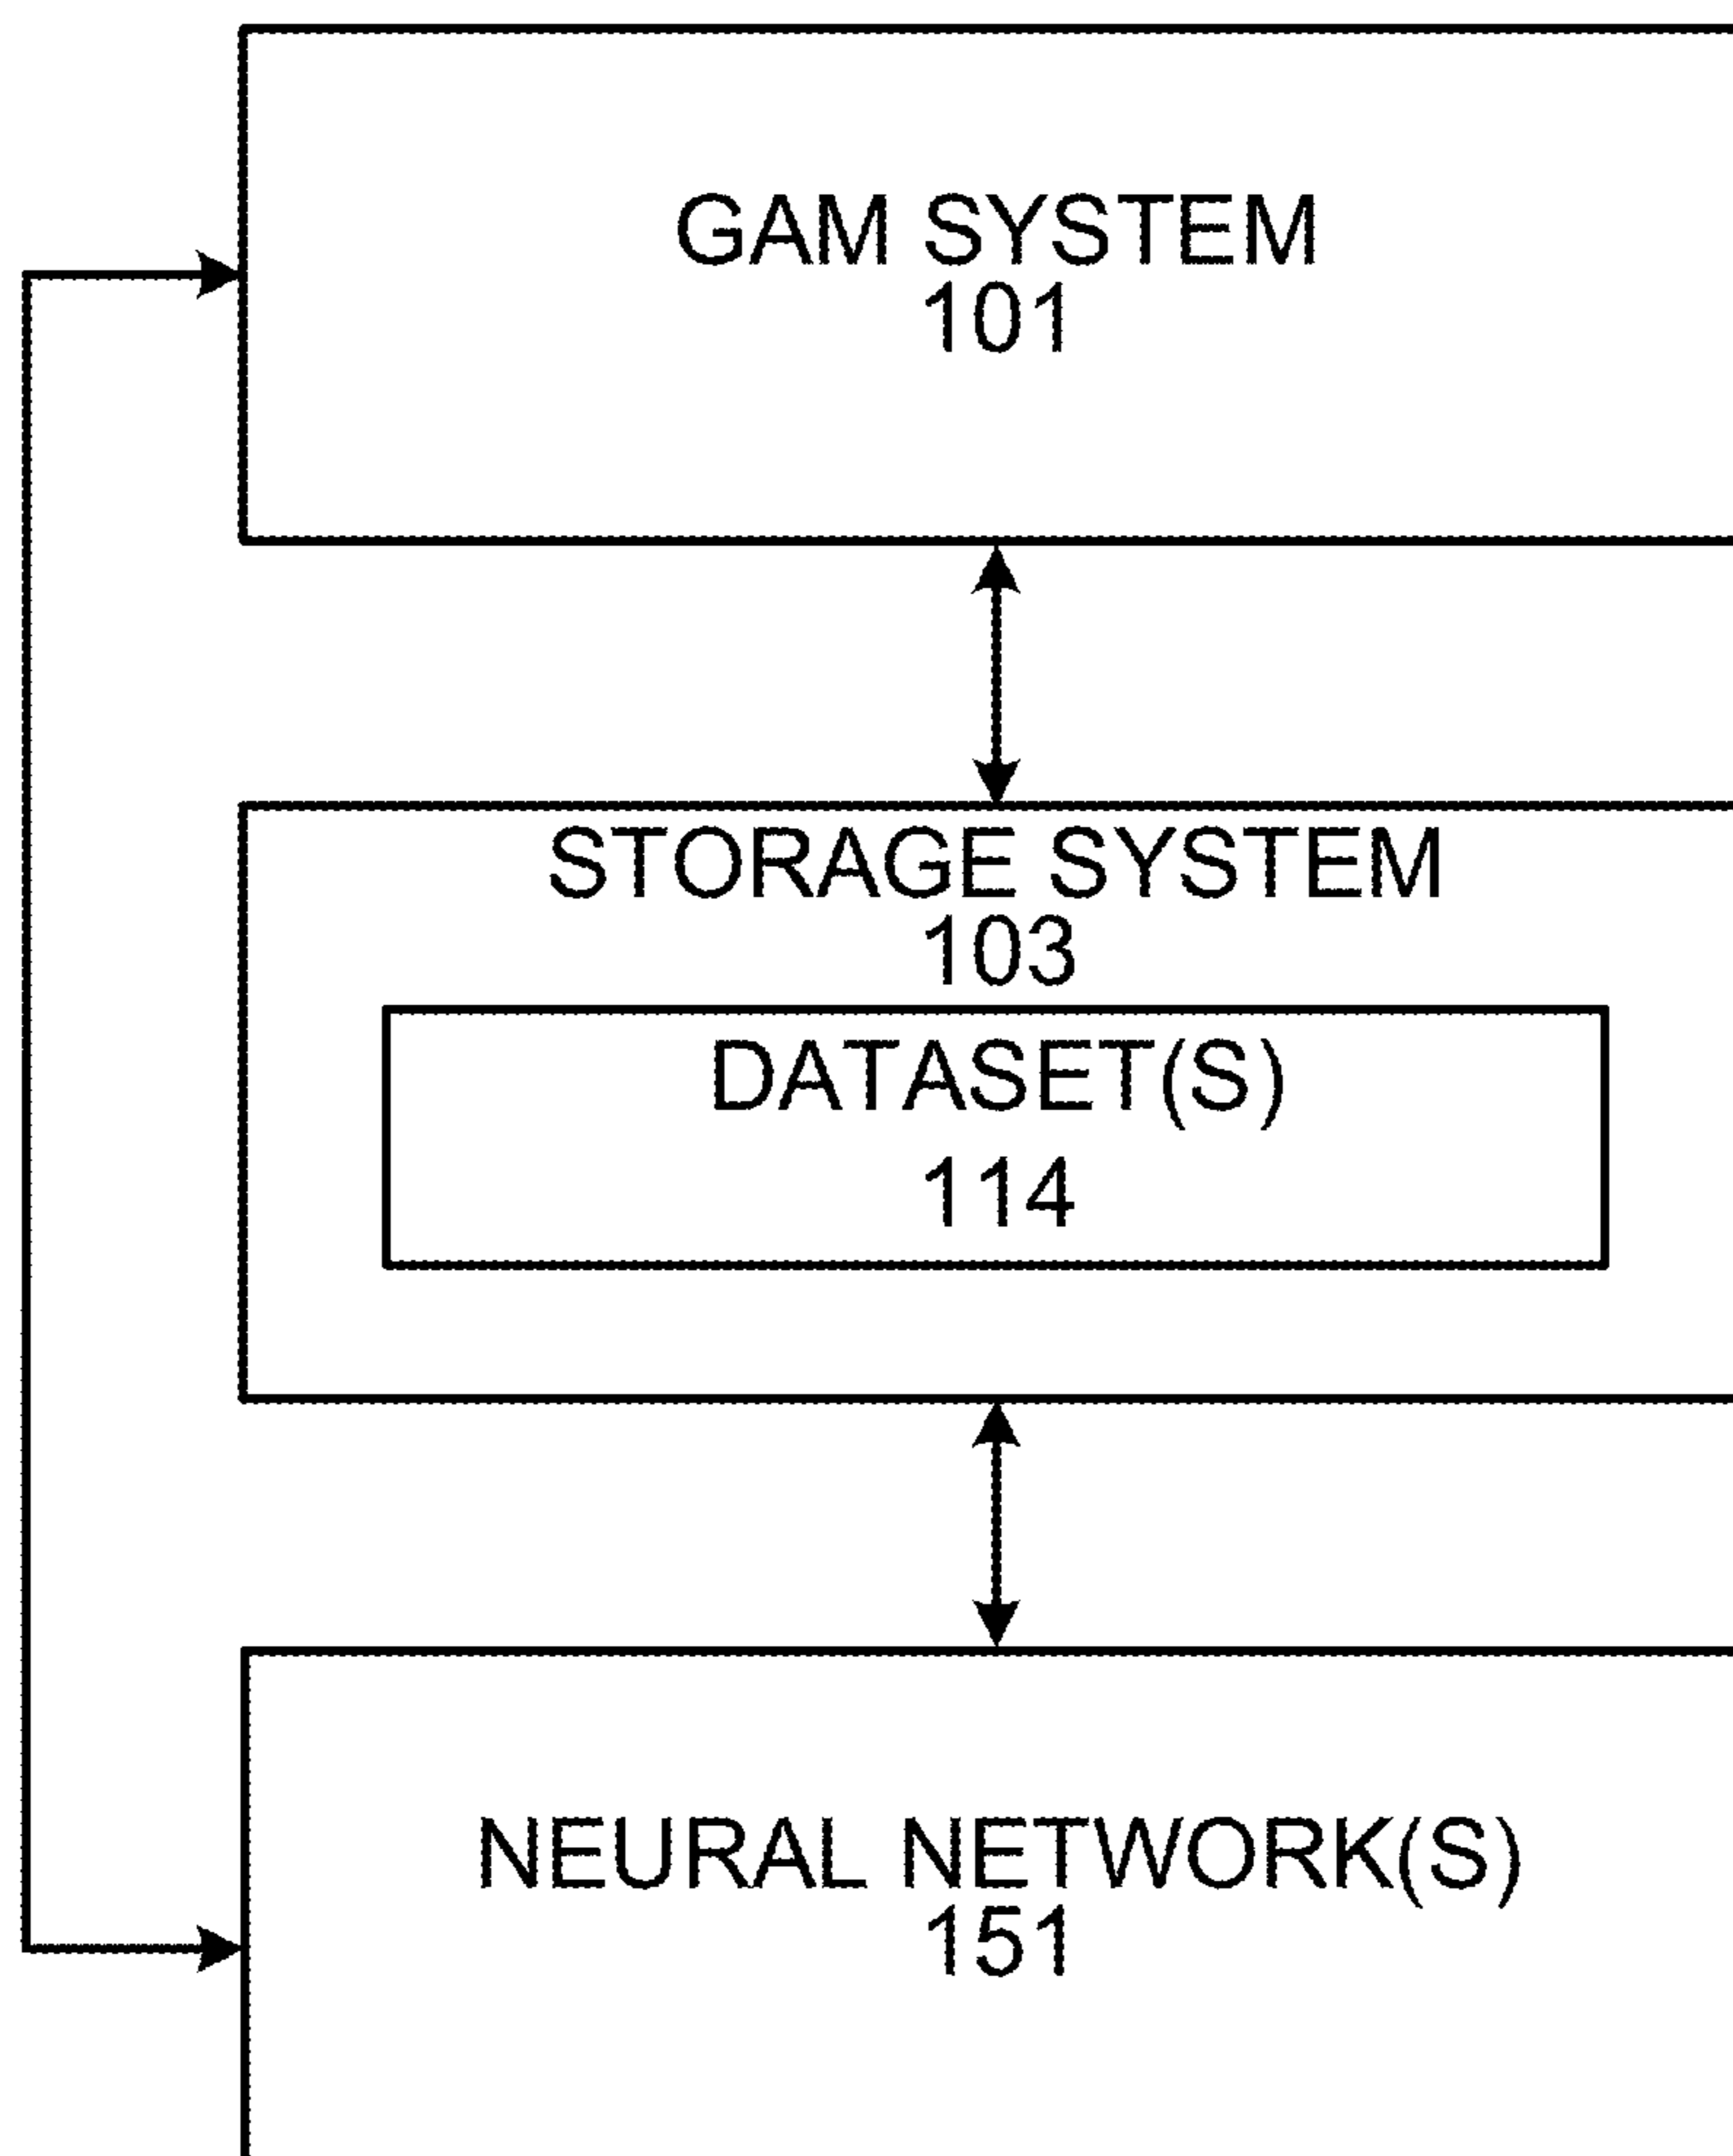 GAM SYSTEM
101
STORAGE SYSTEM
103
DATASET(S)
114
NEURAL NETWORK(S)
151